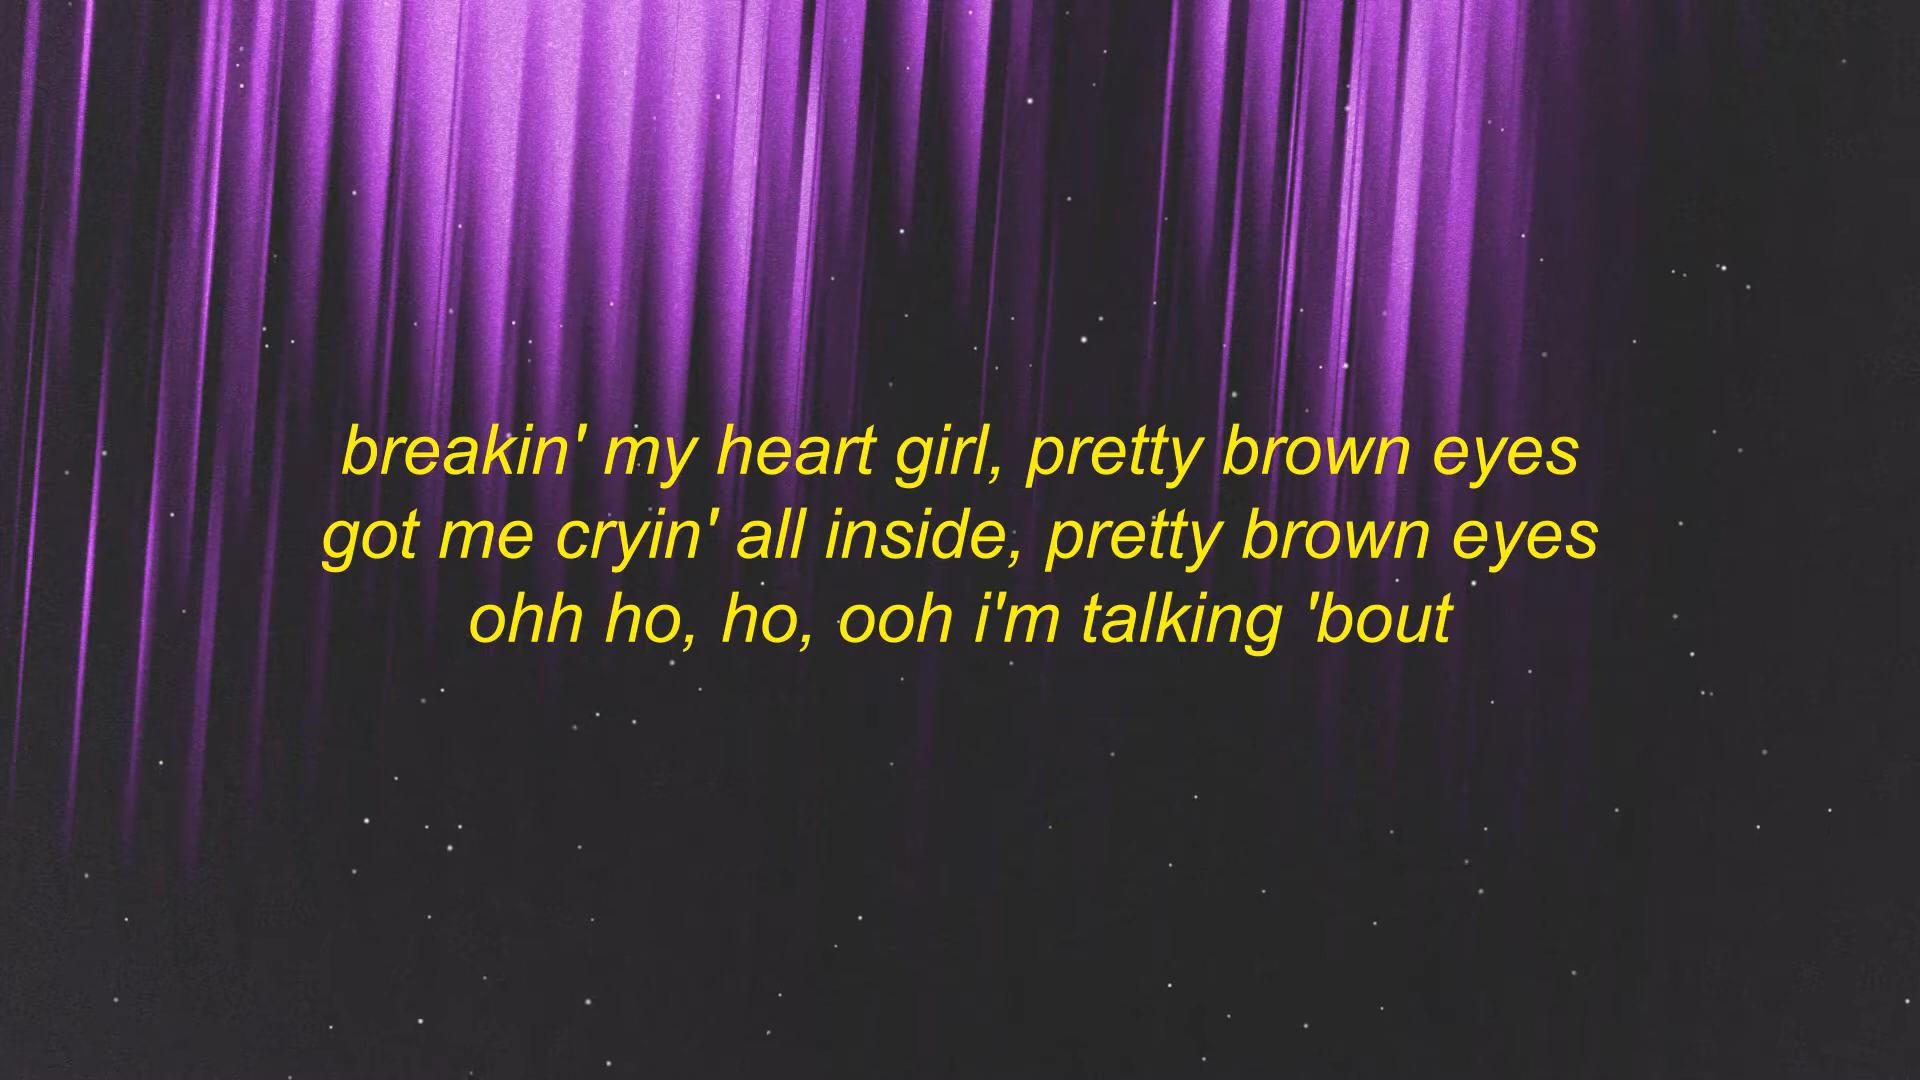 breakin' my heart girl, pretty brown eyes
got me cryin' all inside, pretty brown eyes
ohh ho, ho, ooh i'm talking 'bout